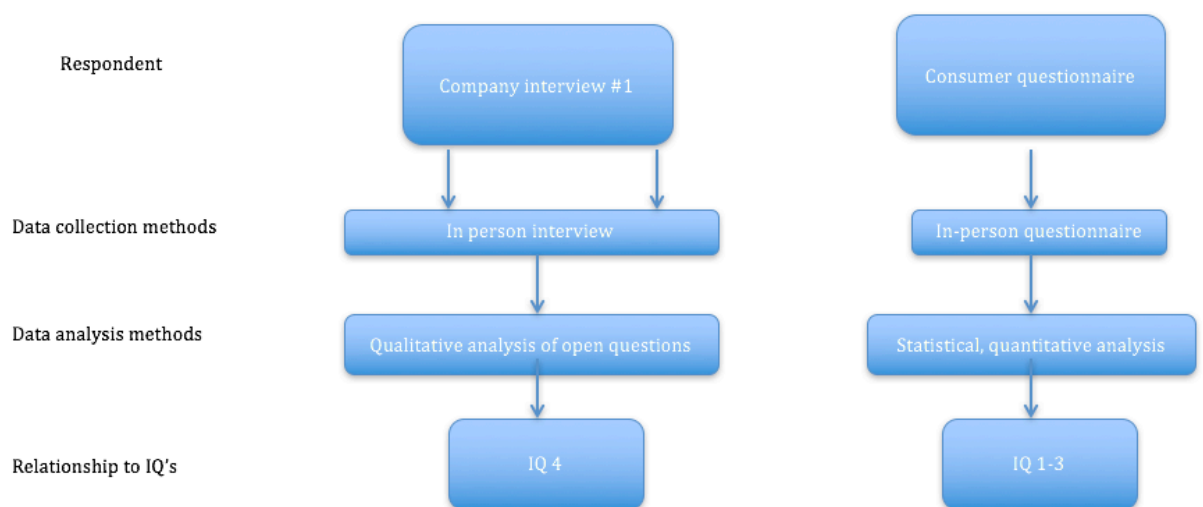 Respondent
Company interview #1
Consumer questionnaire
Data collection methods
In person interview
In-person questionnaire
Data analysis methods
Qualitative analysis of open questions
Statistical, quantitative analysis
Relationship to IQ's
IQ 4
IQ 1-3